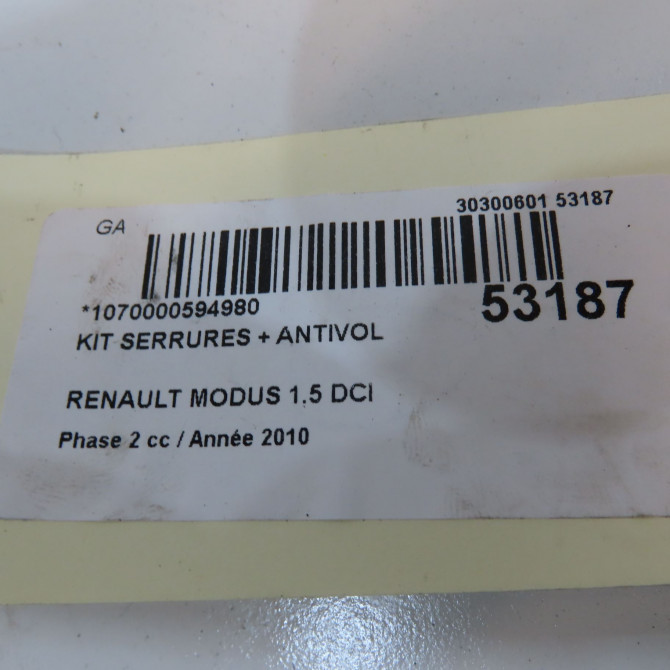 GA
30300601 53187
*1070000594980
53187
KIT SERRURES + ANTIVOL
RENAULT MODUS 1.5 DCI
Phase 2 cc / Année 2010